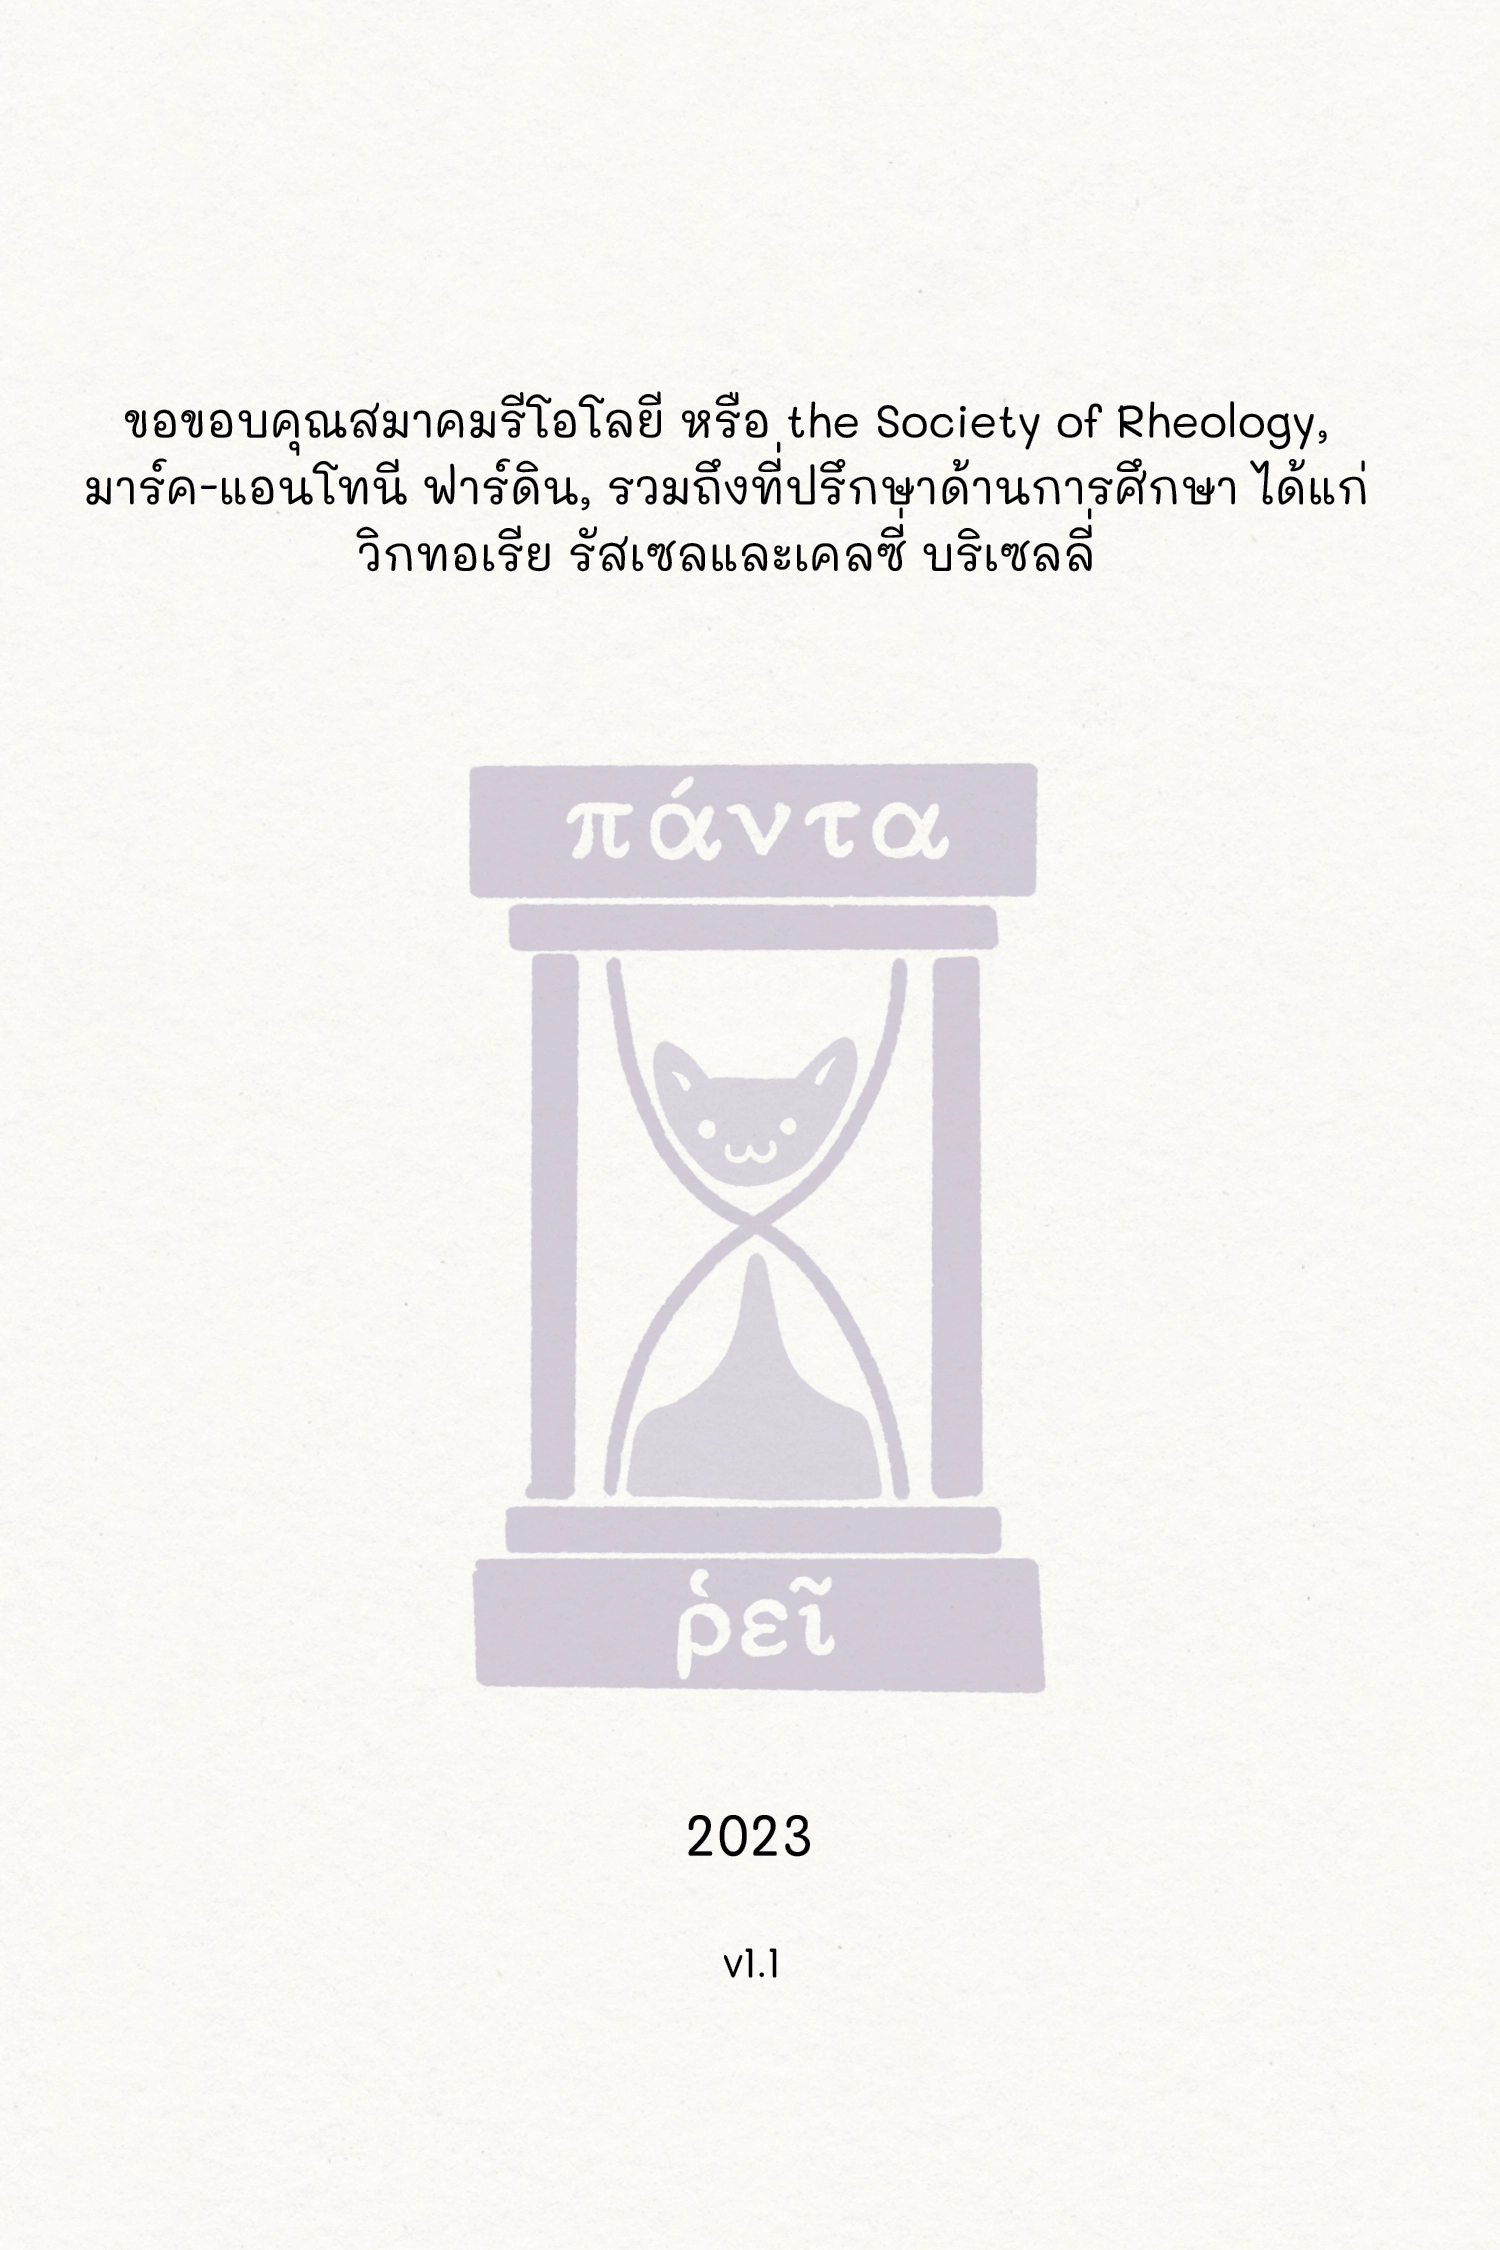 ขอขอบคุณสมาคมรีโอโลยี หรือ the Society of Rheology,
มาร์ค-แอนโทนี ฟาร์ดิน, รวมถึงที่ปรึกษาด้านการศึกษา ได้แก่
วิกทอเรีย รัสเซลและเคลซี่ บริเซลลี่
πάντα
ῥεῖ
2023
v1.1